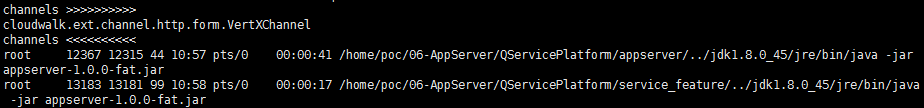 channels >>>>>>>>>>
cloudwalk.ext.channel.http.form.VertXChannel
channels <<<<<<<<<<
root     12367 12315 44 10:57 pts/0    00:00:41 /home/poc/06-AppServer/QServicePlatform/appserver/../jdk1.8.0_45/jre/bin/java -jar
appserver-1.0.0-fat.jar
root     13183 13181 99 10:58 pts/0    00:00:17 /home/poc/06-AppServer/QServicePlatform/service_feature/../jdk1.8.0_45/jre/bin/java
-jar appserver-1.0.0-fat.jar